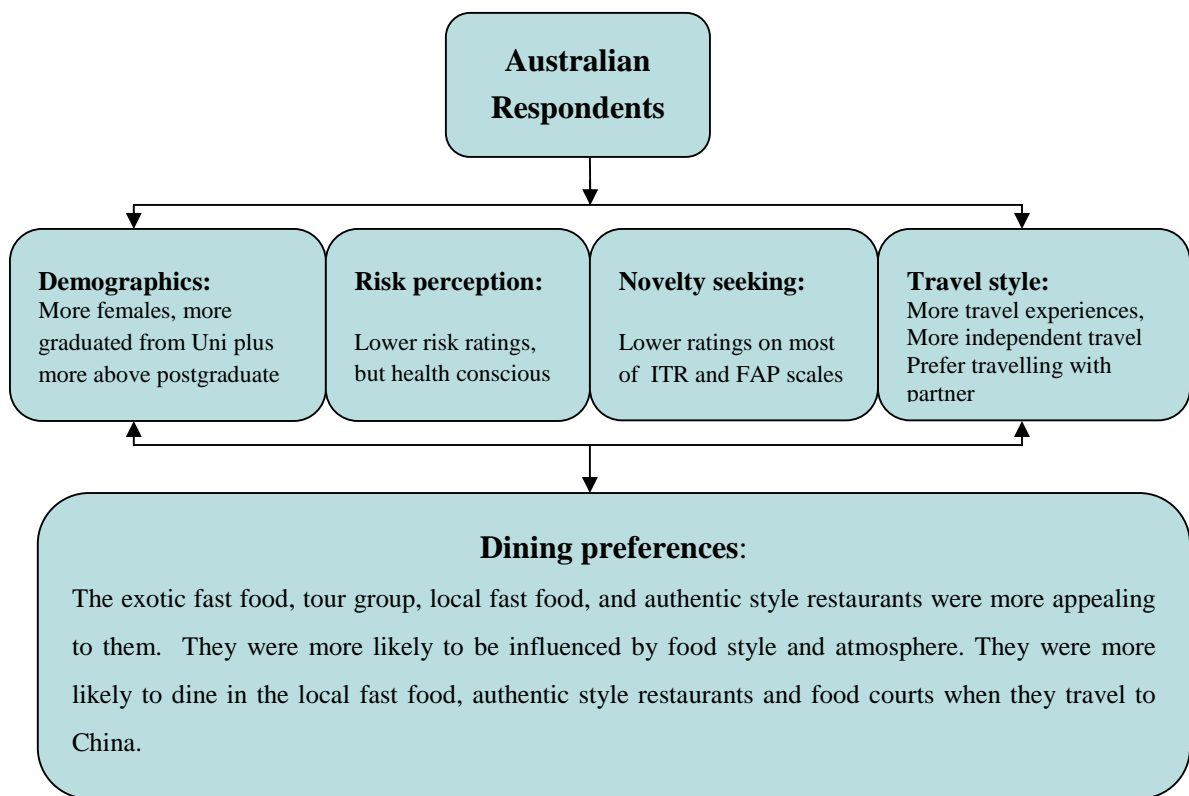 Australian
Respondents
Demographics:
More females, more
graduated from Uni plus
more above postgraduate
Risk perception:
Lower risk ratings,
but health conscious
Novelty seeking:
Lower ratings on most
of ITR and FAP scales
Travel style:
More travel experiences,
More independent travel
Prefer travelling with
partner
Dining preferences:
The exotic fast food, tour group, local fast food, and authentic style restaurants were more appealing
to them. They were more likely to be influenced by food style and atmosphere. They were more
likely to dine in the local fast food, authentic style restaurants and food courts when they travel to
China.